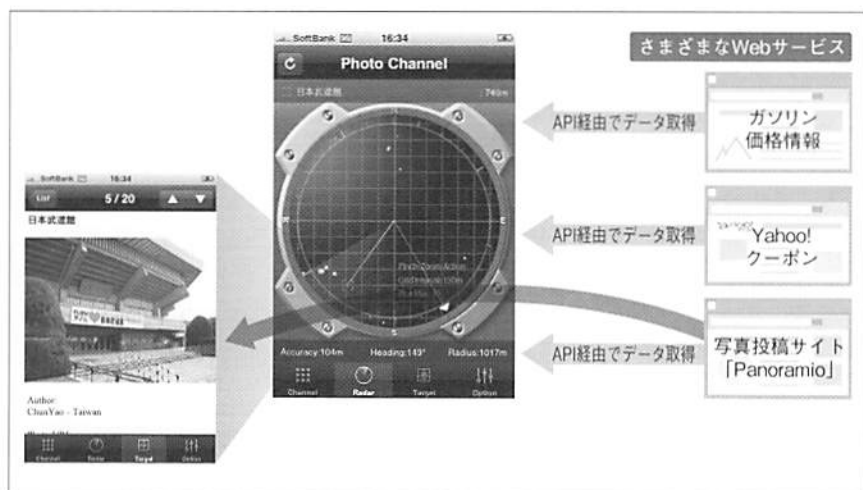 さまざまなWebサービス
SoftBank 16:34
Photo Channel
日本武道館 : 740m
Accuracy:104m Heading:149° Radius:1017m
Channel Radar Target Option
SoftBank 16:34
List 5 / 20
日本武道館
Author:
ChunYao - Taiwan
Channel Radar Target Option
API経由でデータ取得
ガソリン
価格情報
API経由でデータ取得
Yahoo!
クーポン
API経由でデータ取得
写真投稿サイト
「Panoramio」